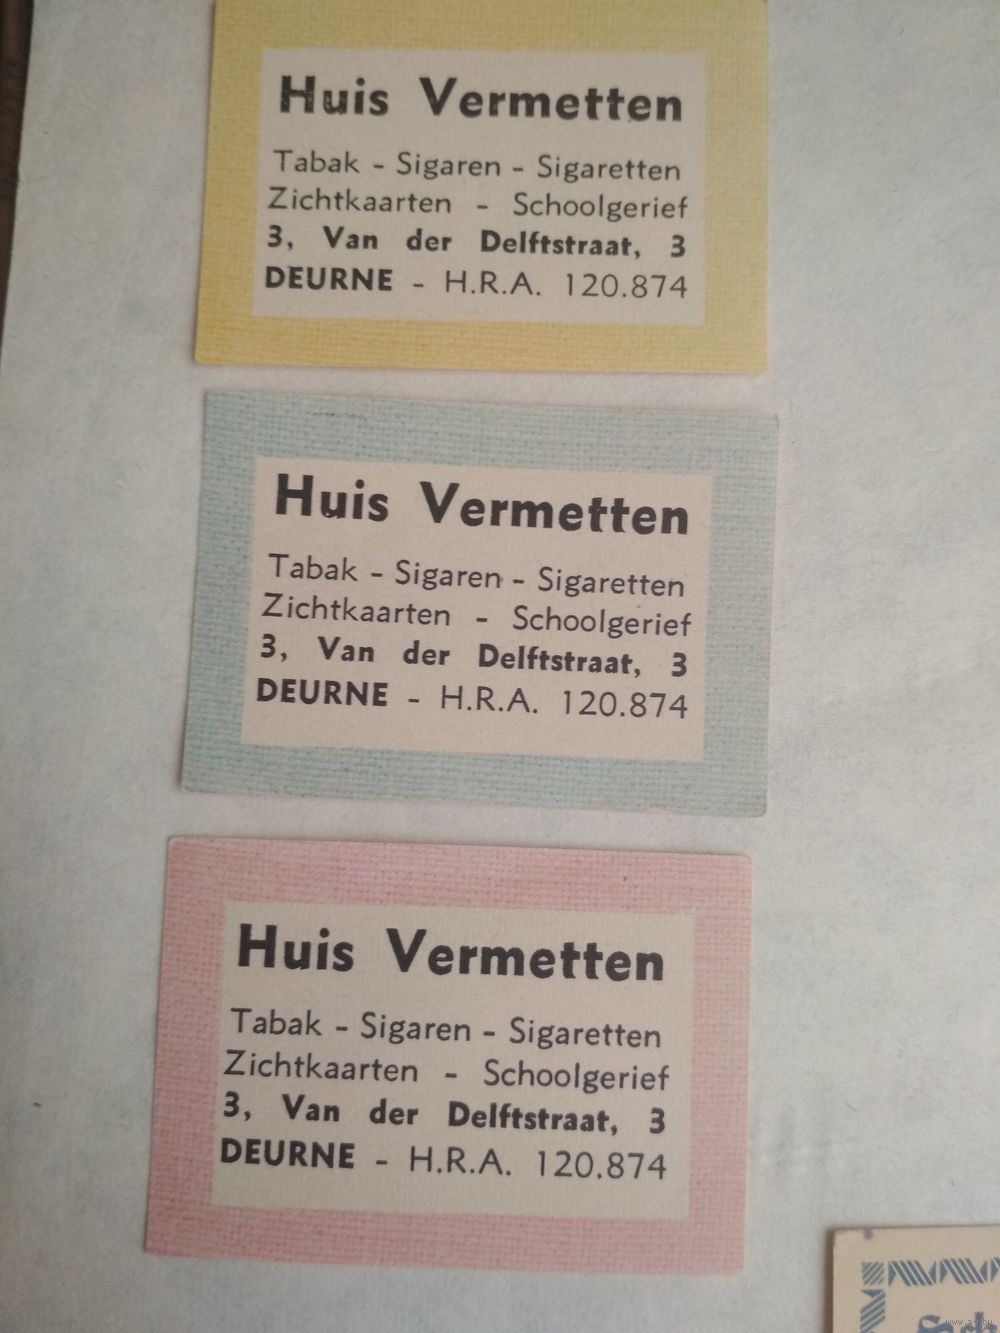 Huis Vermetten
Tabak - Sigaren - Sigaretten
Zichtkaarten - Schoolgerief
3, Van der Delftstraat, 3
DEURNE - H.R.A. 120.874
Huis Vermetten
Tabak - Sigaren - Sigaretten
Zichtkaarten - Schoolgerief
3, Van der Delftstraat, 3
DEURNE - H.R.A. 120.874
Huis Vermetten
Tabak - Sigaren - Sigaretten
Zichtkaarten - Schoolgerief
3, Van der Delftstraat, 3
DEURNE - H.R.A. 120.874